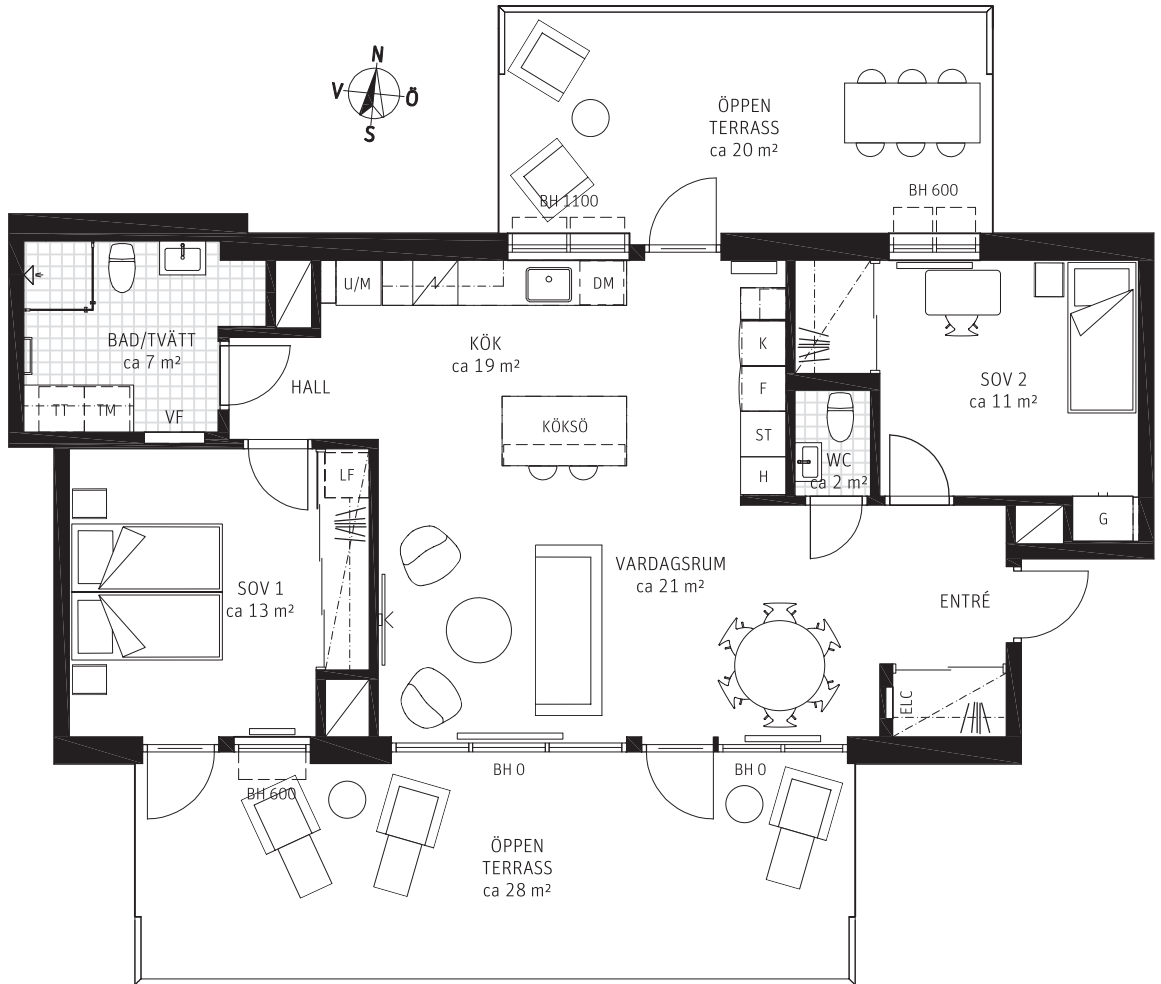 N
V
Ö
S
ÖPPEN
TERRASS
ca 20 m²
BH 1100
BH 600
U/M
DM
BAD/TVÄTT
ca 7 m²
KÖK
ca 19 m²
K
F
ST
H
SOV 2
ca 11 m²
HALL
TT
TM
VF
KÖKSÖ
WC
ca 2 m²
LF
G
SOV 1
ca 13 m²
VARDAGSRUM
ca 21 m²
ENTRÉ
ELC
BH 0
BH 0
BH 600
ÖPPEN
TERRASS
ca 28 m²